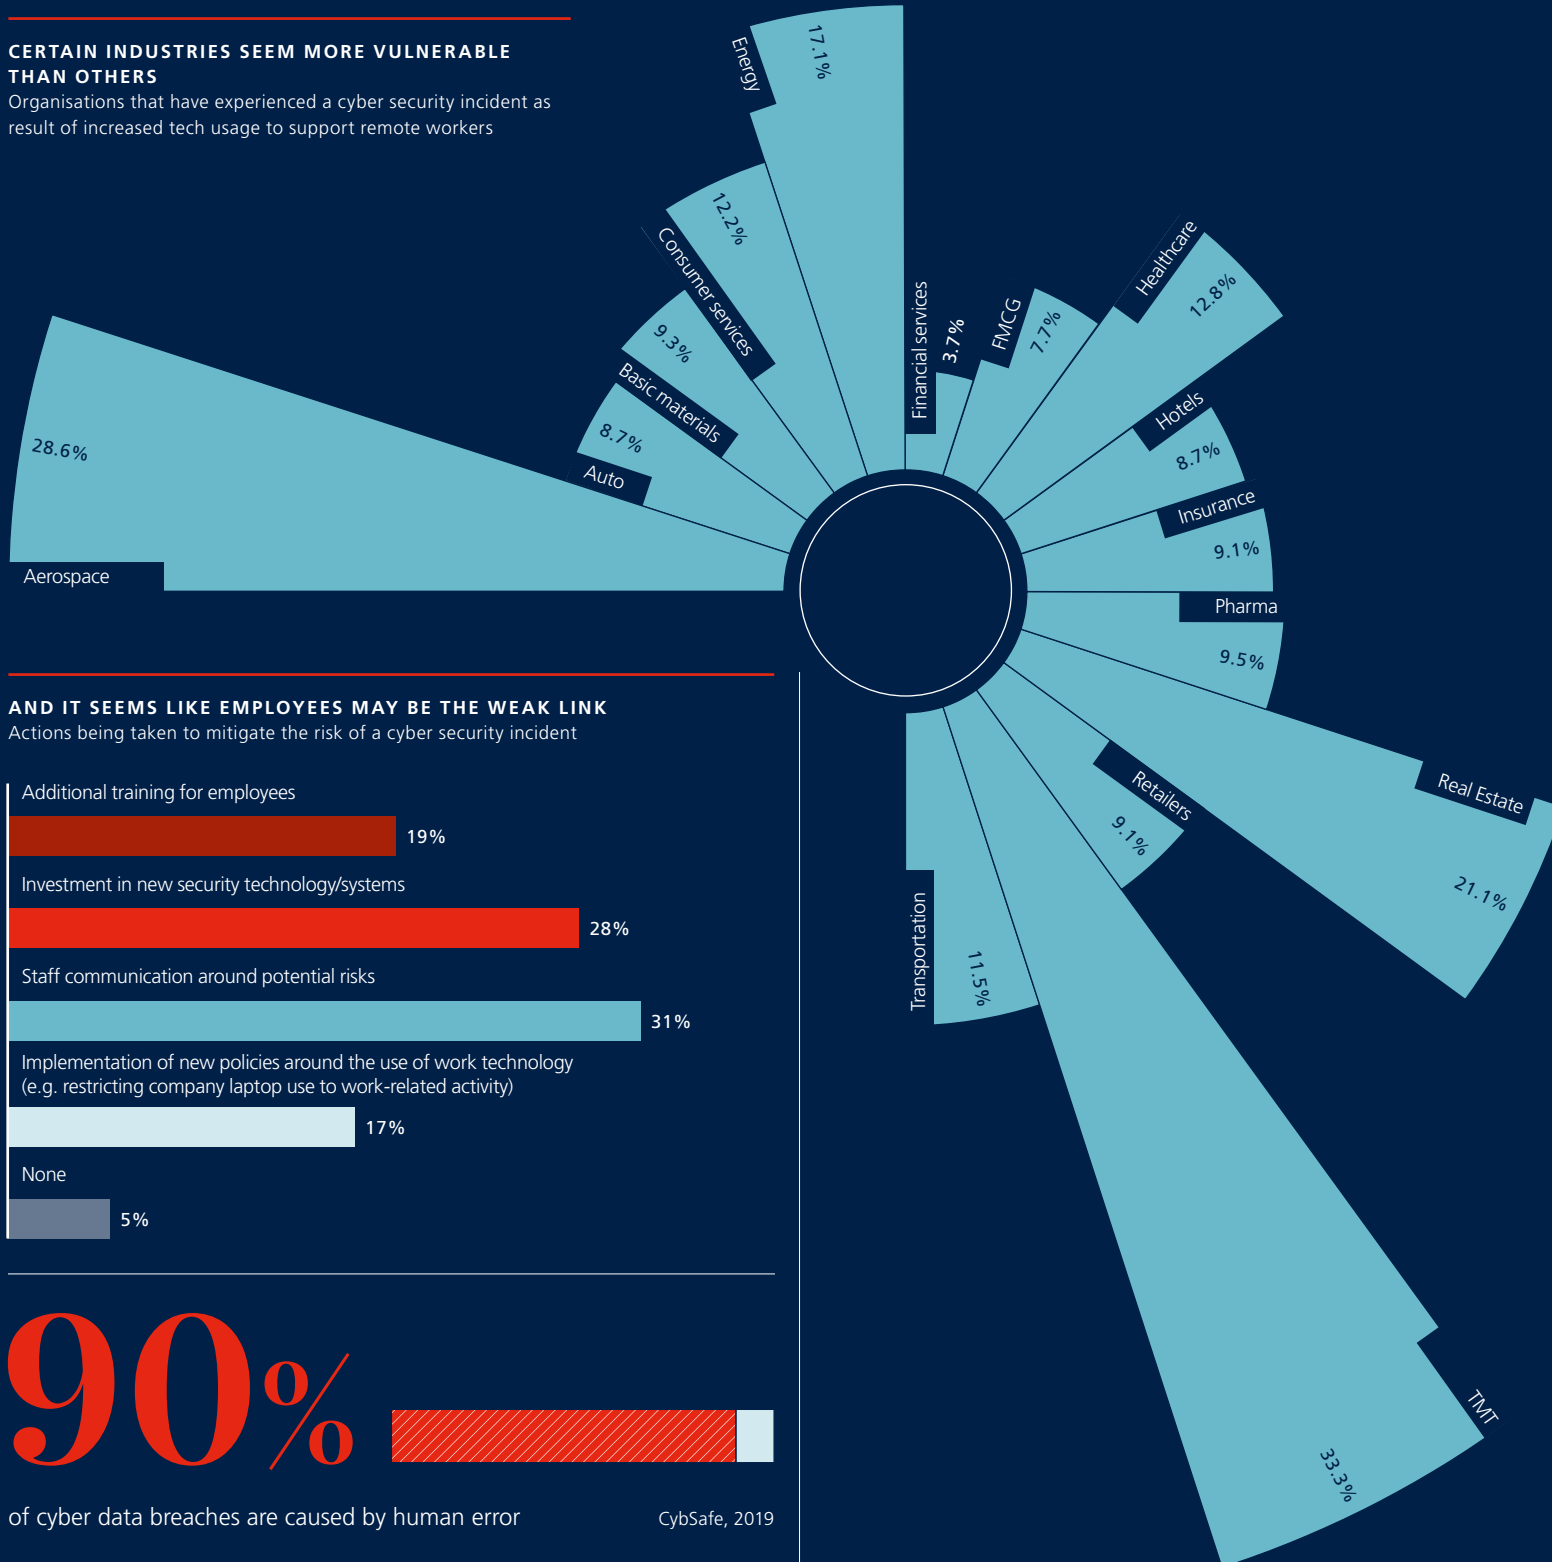 CERTAIN INDUSTRIES SEEM MORE VULNERABLE
THAN OTHERS
Organisations that have experienced a cyber security incident as
result of increased tech usage to support remote workers
Aerospace
28.6%
Auto
8.7%
Basic materials
9.3%
Consumer services
12.2%
Energy
17.1%
Financial services
3.7%
FMCG
7.7%
Healthcare
12.8%
Hotels
8.7%
Insurance
9.1%
Pharma
9.5%
Real Estate
21.1%
Retailers
9.1%
TMT
33.3%
Transportation
11.5%
AND IT SEEMS LIKE EMPLOYEES MAY BE THE WEAK LINK
Actions being taken to mitigate the risk of a cyber security incident
Additional training for employees
19%
Investment in new security technology/systems
28%
Staff communication around potential risks
31%
Implementation of new policies around the use of work technology
(e.g. restricting company laptop use to work-related activity)
17%
None
5%
90%
of cyber data breaches are caused by human error
CybSafe, 2019